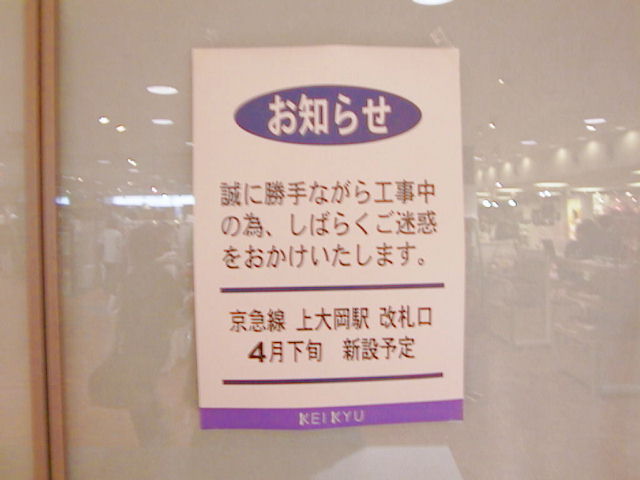 お知らせ
誠に勝手ながら工事中
の為、しばらくご迷惑
をおかけいたします。
京急線 上大岡駅 改札口
4月下旬 新設予定
KEIKYU